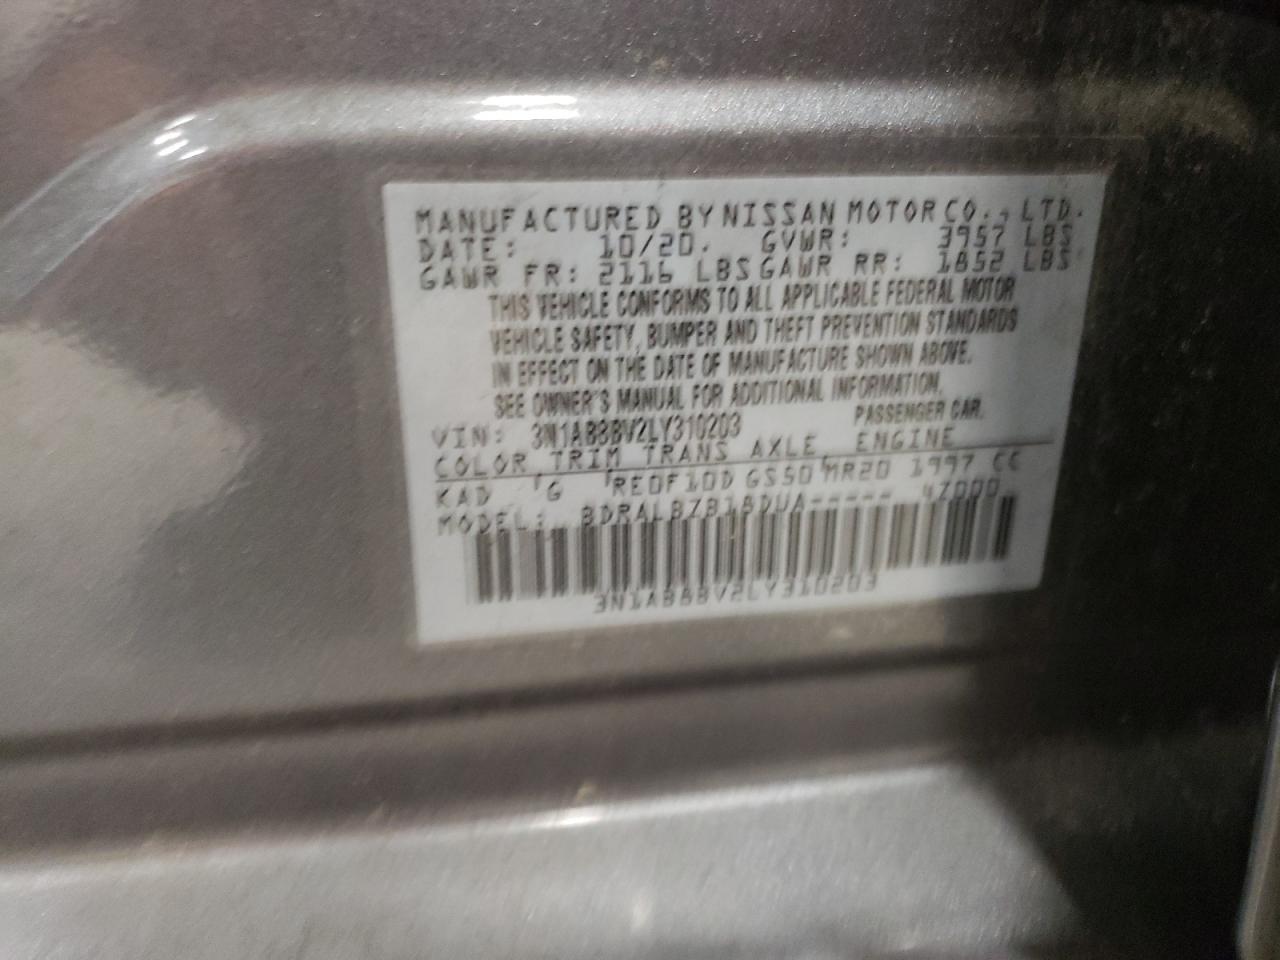 MANUFACTURED BY NISSAN MOTOR CO., LTD.
DATE: 10/20. GVWR: 3957 LBS
GAWR FR: 2116 LBS GAWR RR: 1852 LBS
THIS VEHICLE CONFORMS TO ALL APPLICABLE FEDERAL MOTOR
VEHICLE SAFETY, BUMPER AND THEFT PREVENTION STANDARDS
IN EFFECT ON THE DATE OF MANUFACTURE SHOWN ABOVE.
SEE OWNER'S MANUAL FOR ADDITIONAL INFORMATION.
VIN: 3N1AB8BV2LY310203 PASSENGER CAR.
COLOR TRIM TRANS AXLE ENGINE
KAD G RE0F10D GS50 MR20 1997 CC
MODEL: BDRALBZB18DUA----- 47000
3N1AB8BV2LY310203